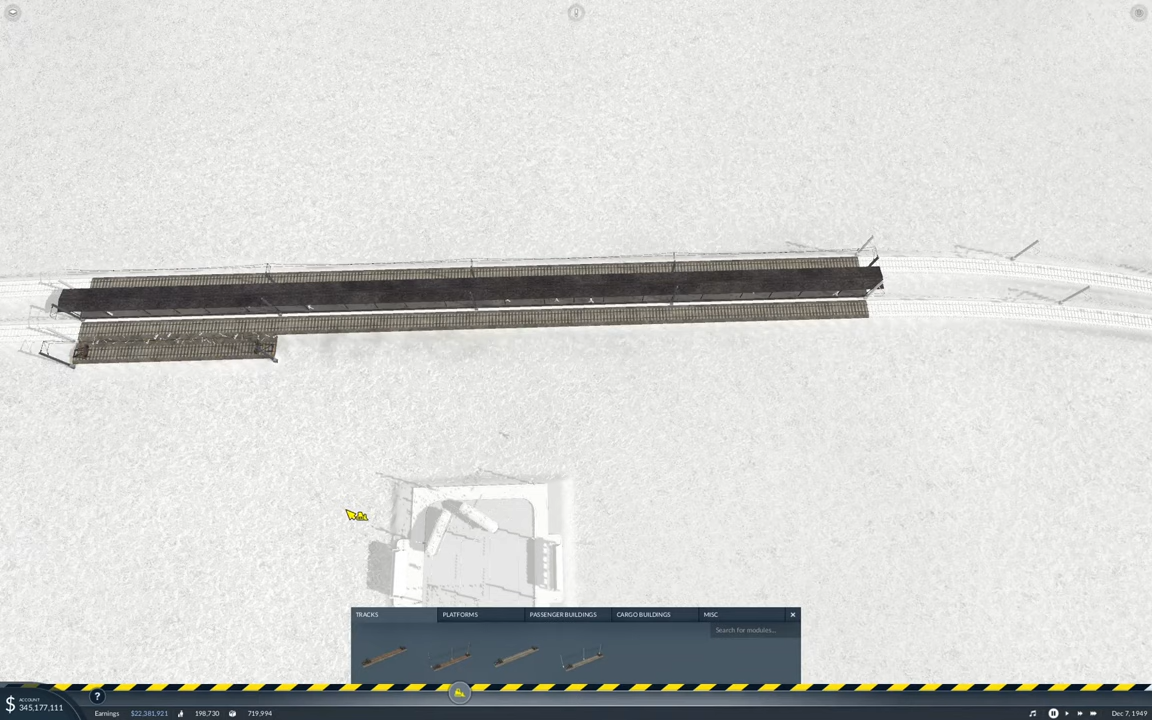 TRACKS PLATFORMS PASSENGER BUILDINGS CARGO BUILDINGS MISC
Search for modules...
$ ACCOUNT
345,177,111
?
Earnings $22,381,921 198,730 719,994 Dec 7, 1949